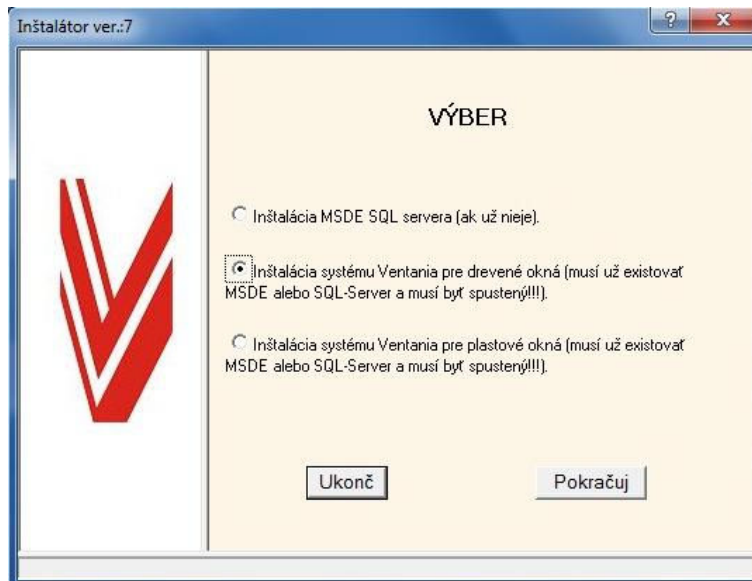 Inštalátor ver.:7
VÝBER
Inštalácia MSDE SQL servera (ak už nieje).
Inštalácia systému Ventania pre drevené okná (musí už existovať
MSDE alebo SQL-Server a musí byť spustený!!!).
Inštalácia systému Ventania pre plastové okná (musí už existovať
MSDE alebo SQL-Server a musí byť spustený!!!).
Ukonč
Pokračuj